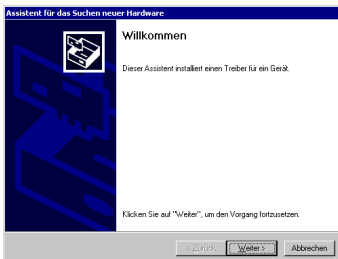 Assistent für das Suchen neuer Hardware
Willkommen
Dieser Assistent installiert einen Treiber für ein Gerät.
Klicken Sie auf "Weiter", um den Vorgang fortzusetzen.
< Zurück Weiter > Abbrechen